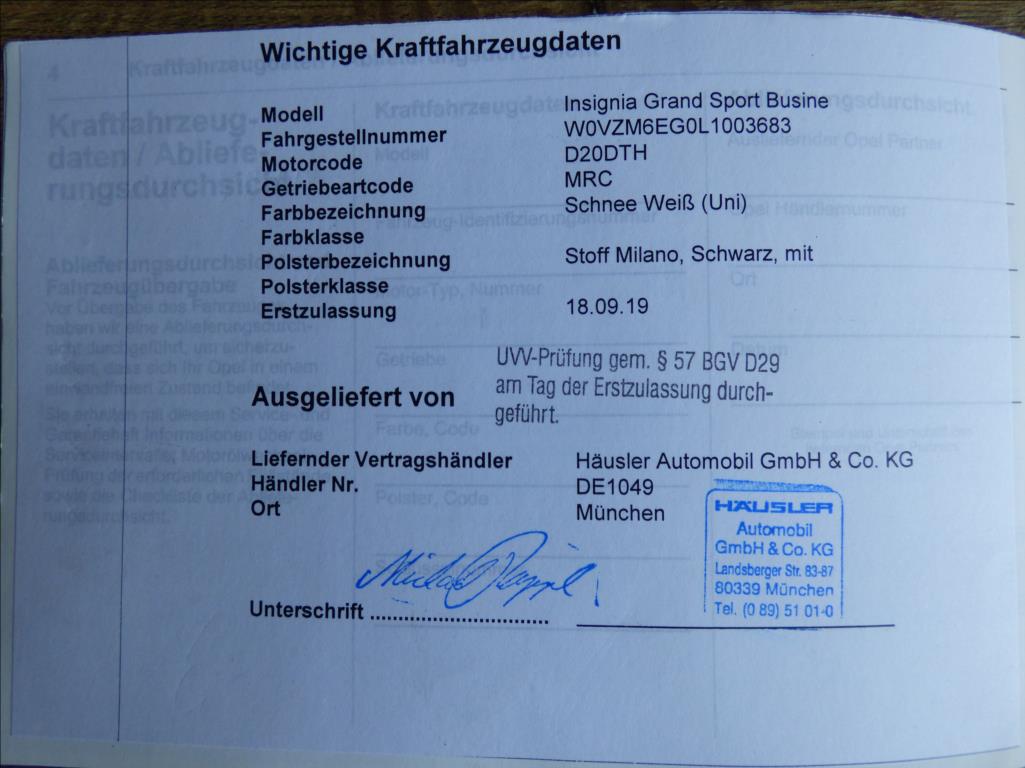 Wichtige Kraftfahrzeugdaten
Modell Insignia Grand Sport Busine
Fahrgestellnummer W0VZM6EG0L1003683
Motorcode D20DTH
Getriebeartcode MRC
Farbbezeichnung Schnee Weiß (Uni)
Farbklasse
Polsterbezeichnung Stoff Milano, Schwarz, mit
Polsterklasse
Erstzulassung 18.09.19
UVV-Prüfung gem. § 57 BGV D29
am Tag der Erstzulassung durch-
geführt.
Ausgeliefert von
Liefernder Vertragshändler Häusler Automobil GmbH & Co. KG
Händler Nr. DE1049
Ort München
HÄUSLER
Automobil
GmbH & Co. KG
Landsberger Str. 83-87
80339 München
Tel. (0 89) 51 01-0
Unterschrift